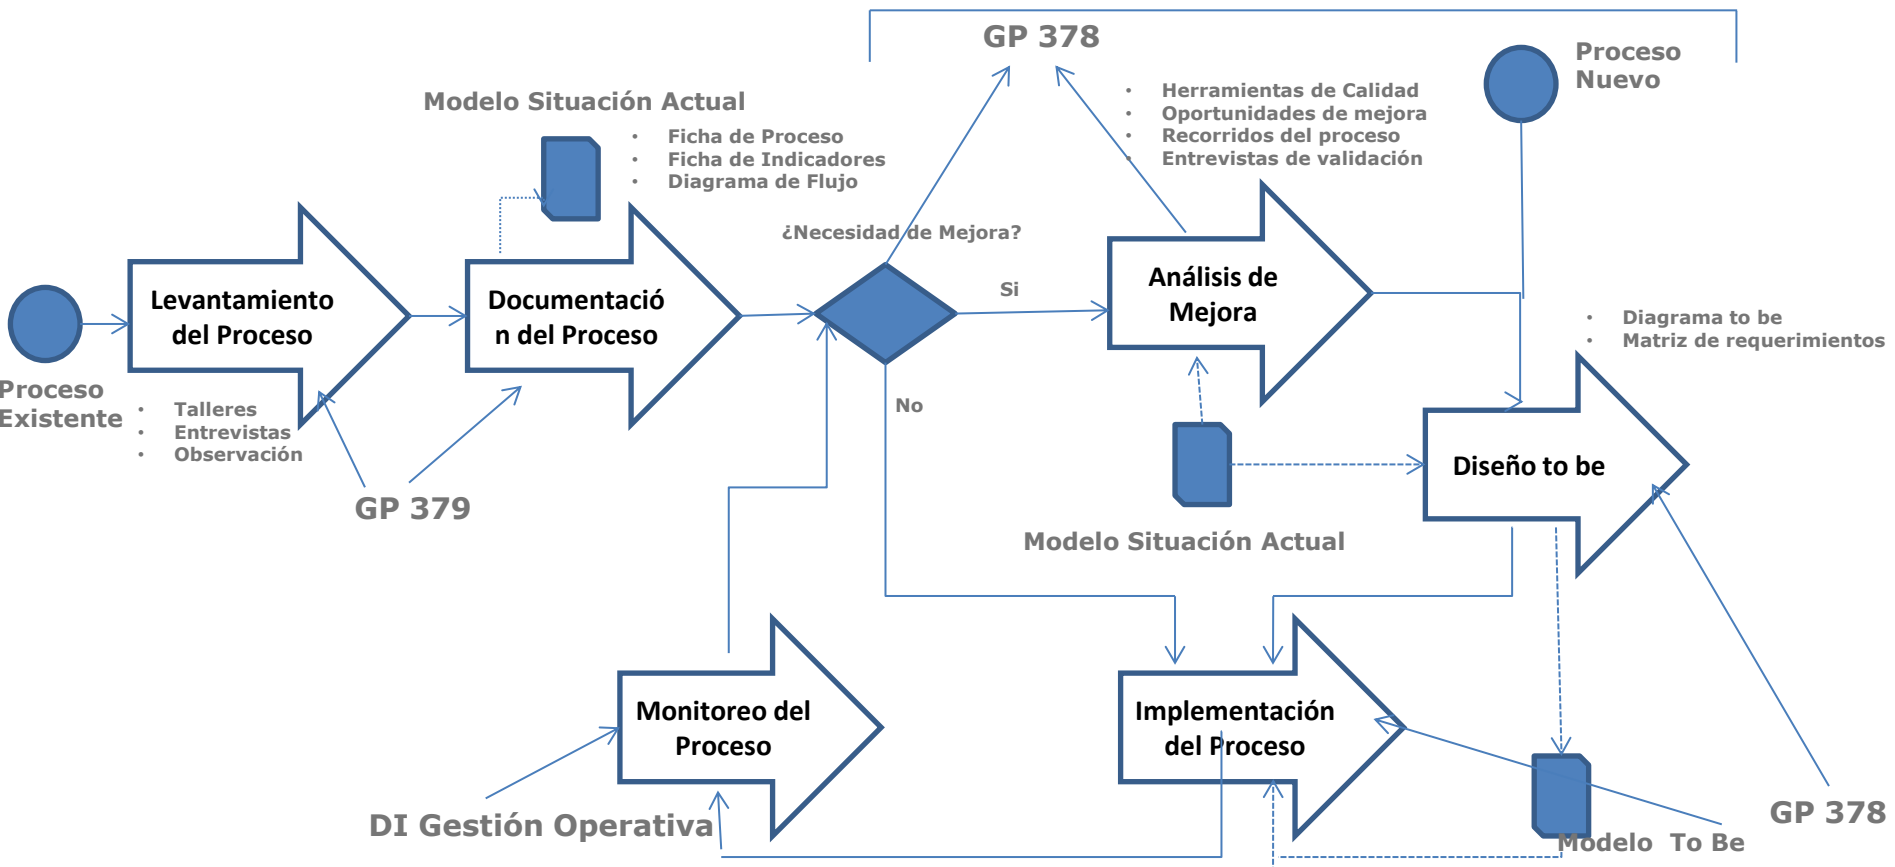 GP 378
Proceso
Nuevo
Modelo Situación Actual
• Ficha de Proceso
• Ficha de Indicadores
• Diagrama de Flujo
• Herramientas de Calidad
• Oportunidades de mejora
• Recorridos del proceso
• Entrevistas de validación
¿Necesidad de Mejora?
Levantamiento
del Proceso
Documentació
n del Proceso
Si
Análisis de
Mejora
• Diagrama to be
• Matriz de requerimientos
Proceso
Existente
• Talleres
• Entrevistas
• Observación
No
GP 379
Diseño to be
Modelo Situación Actual
Monitoreo del
Proceso
Implementación
del Proceso
DI Gestión Operativa
GP 378
Modelo To Be